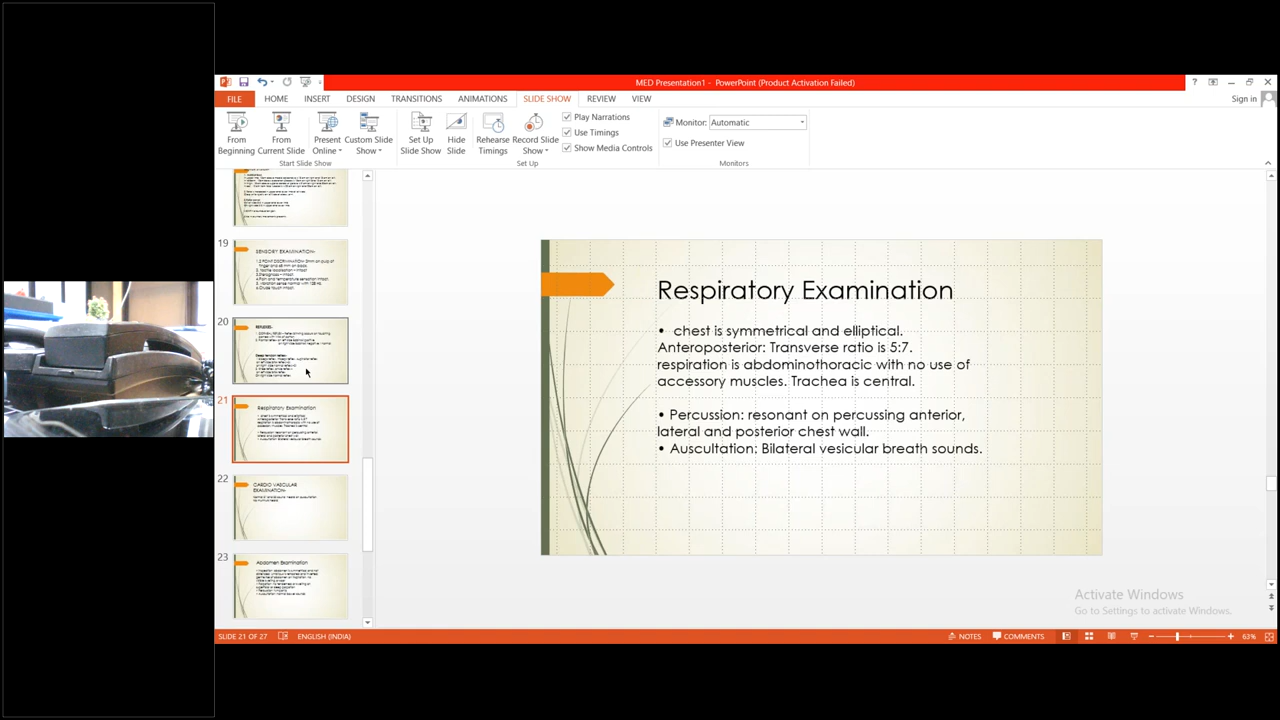 MED Presentation1 - PowerPoint (Product Activation Failed)
FILE HOME INSERT DESIGN TRANSITIONS ANIMATIONS SLIDE SHOW REVIEW VIEW Sign in
From Beginning
From Current Slide
Present Online
Custom Slide Show
Set Up Slide Show
Hide Slide
Rehearse Timings
Record Slide Show
Play Narrations
Use Timings
Show Media Controls
Monitor: Automatic
Use Presenter View
Start Slide Show
Set Up
Monitors
19
SENSORY EXAMINATION-
20
REFLEXES-
21
Respiratory Examination
22
CARDIO VASCULAR
EXAMINATION-
23
Abdomen Examination
Respiratory Examination
• chest is symmetrical and elliptical.
Anteroposterior: Transverse ratio is 5:7.
respiration is abdominothoracic with no use of
accessory muscles. Trachea is central.
• Percussion: resonant on percussing anterior,
lateral and posterior chest wall.
• Auscultation: Bilateral vesicular breath sounds.
Activate Windows
Go to Settings to activate Windows.
SLIDE 21 OF 27 ENGLISH (INDIA) NOTES COMMENTS 63%